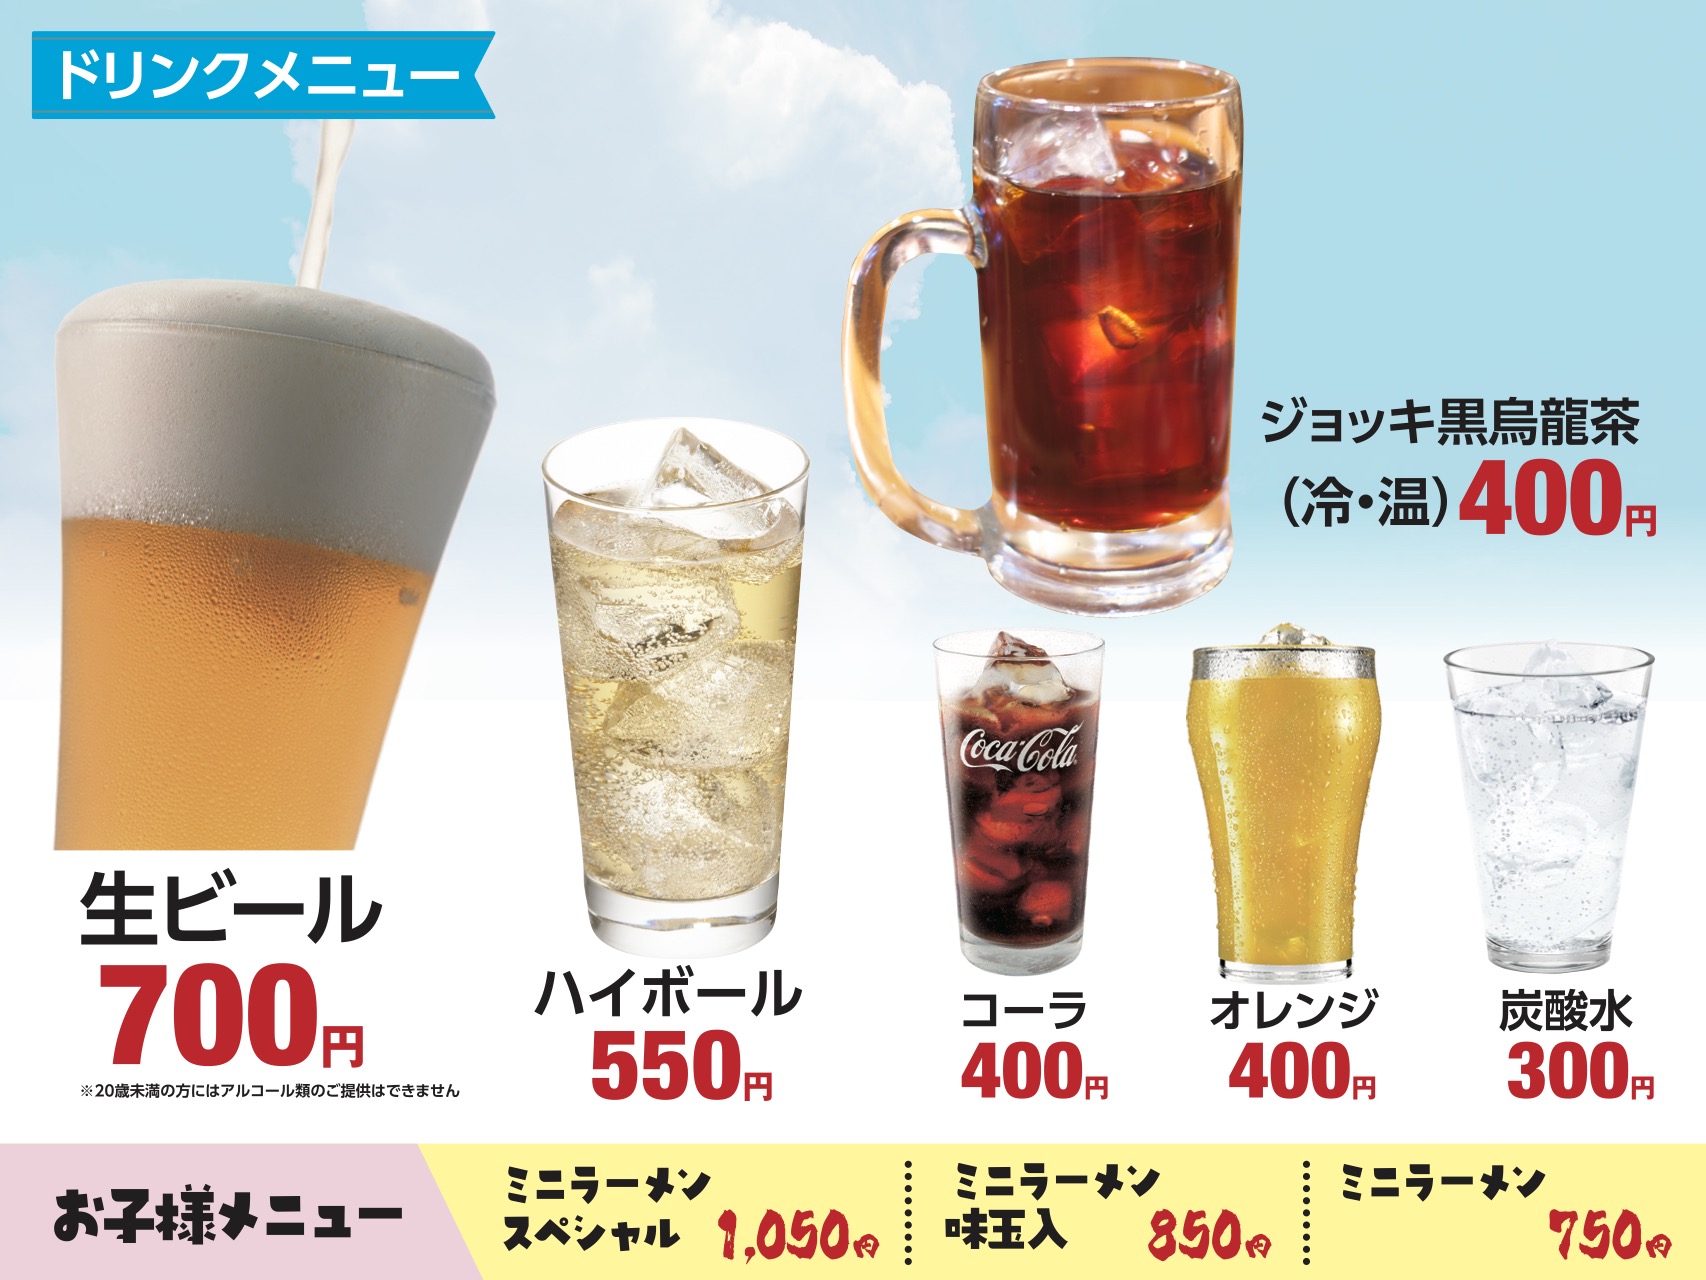 ドリンクメニュー
ジョッキ黒烏龍茶
（冷・温）400円
Coca-Cola
生ビール
700円
※20歳未満の方にはアルコール類のご提供はできません
ハイボール
550円
コーラ
400円
オレンジ
400円
炭酸水
300円
お子様メニュー
ミニラーメン
スペシャル 1,050円
ミニラーメン
味玉入 850円
ミニラーメン
750円